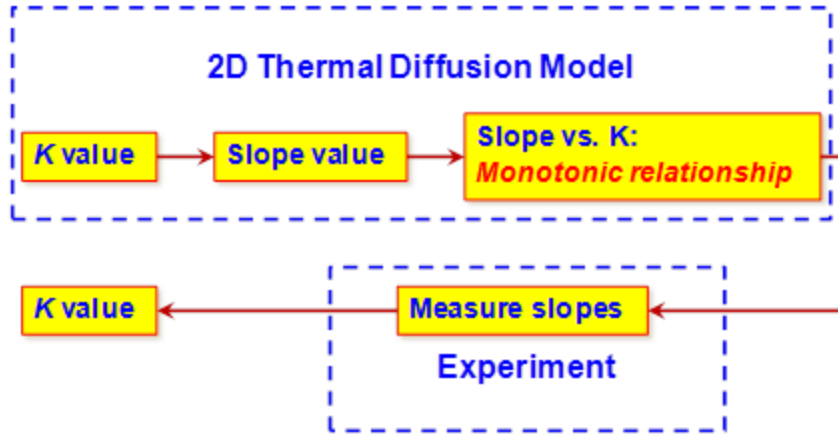 2D Thermal Diffusion Model
K value
Slope value
Slope vs. K:
Monotonic relationship
K value
Measure slopes
Experiment